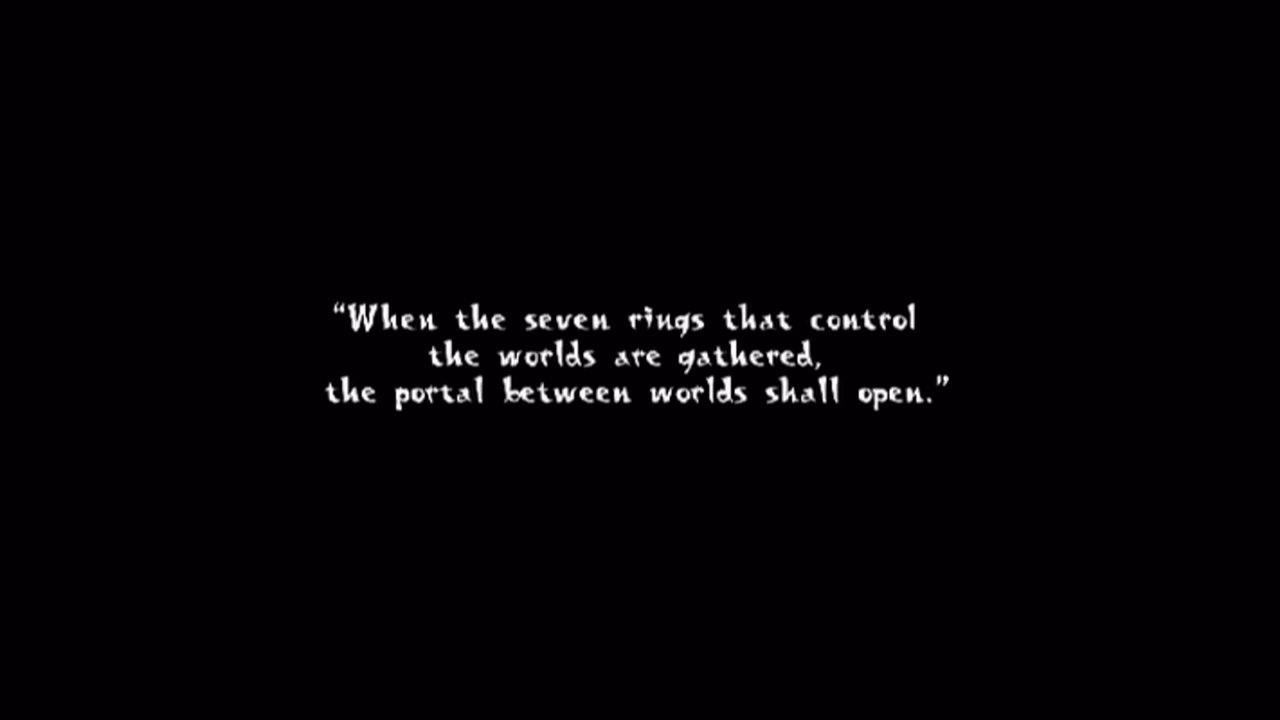 “When the seven rings that control
the worlds are gathered,
the portal between worlds shall open.”